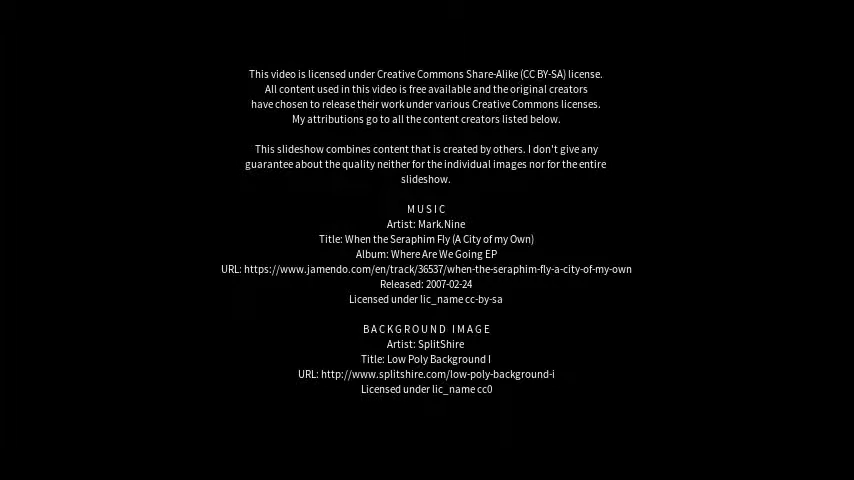 This video is licensed under Creative Commons Share-Alike (CC BY-SA) license.
All content used in this video is free available and the original creators
have chosen to release their work under various Creative Commons licenses.
My attributions go to all the content creators listed below.
This slideshow combines content that is created by others. I don't give any
guarantee about the quality neither for the individual images nor for the entire
slideshow.
MUSIC
Artist: Mark.Nine
Title: When the Seraphim Fly (A City of my Own)
Album: Where Are We Going EP
URL: https://www.jamendo.com/en/track/36537/when-the-seraphim-fly-a-city-of-my-own
Released: 2007-02-24
Licensed under lic_name cc-by-sa
BACKGROUND IMAGE
Artist: SplitShire
Title: Low Poly Background I
URL: http://www.splitshire.com/low-poly-background-i
Licensed under lic_name cc0